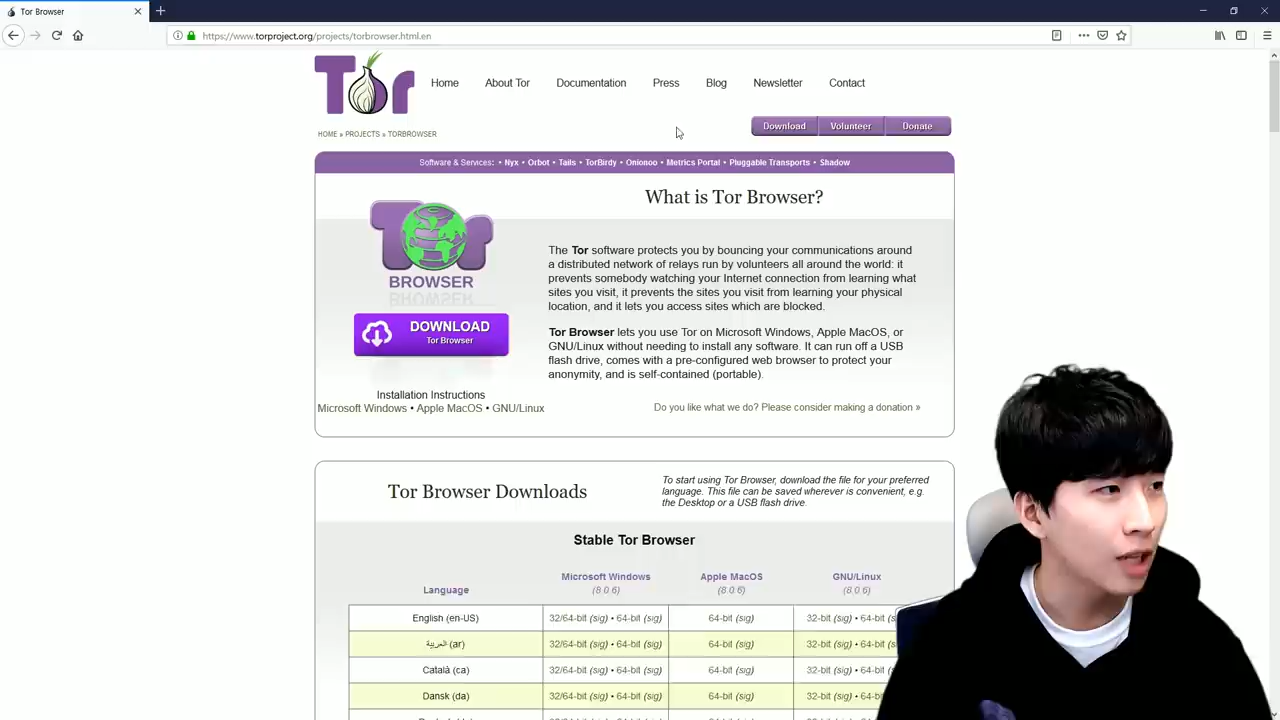 Tor Browser
https://www.torproject.org/projects/torbrowser.html.en
Tor
Home
About Tor
Documentation
Press
Blog
Newsletter
Contact
HOME » PROJECTS » TORBROWSER
Download
Volunteer
Donate
Software & Services: • Nyx • Orbot • Tails • TorBirdy • Onionoo • Metrics Portal • Pluggable Transports • Shadow
Tor
BROWSER
DOWNLOAD
Tor Browser
Installation Instructions
Microsoft Windows • Apple MacOS • GNU/Linux
What is Tor Browser?
The Tor software protects you by bouncing your communications around
a distributed network of relays run by volunteers all around the world: it
prevents somebody watching your Internet connection from learning what
sites you visit, it prevents the sites you visit from learning your physical
location, and it lets you access sites which are blocked.
Tor Browser lets you use Tor on Microsoft Windows, Apple MacOS, or
GNU/Linux without needing to install any software. It can run off a USB
flash drive, comes with a pre-configured web browser to protect your
anonymity, and is self-contained (portable).
Do you like what we do? Please consider making a donation »
Tor Browser Downloads
To start using Tor Browser, download the file for your preferred
language. This file can be saved wherever is convenient, e.g.
the Desktop or a USB flash drive.
Stable Tor Browser
Language
Microsoft Windows
(8.0.6)
Apple MacOS
(8.0.6)
GNU/Linux
(8.0.6)
English (en-US) 32/64-bit (sig) • 64-bit (sig) 64-bit (sig) 32-bit (sig) • 64-bit (s
العربية (ar) 32/64-bit (sig) • 64-bit (sig) 64-bit (sig) 32-bit (sig) • 64-bit
Català (ca) 32/64-bit (sig) • 64-bit (sig) 64-bit (sig) 32-bit (sig) • 64-bit
Dansk (da) 32/64-bit (sig) • 64-bit (sig) 64-bit (sig) 32-bit (sig) • 64-bit